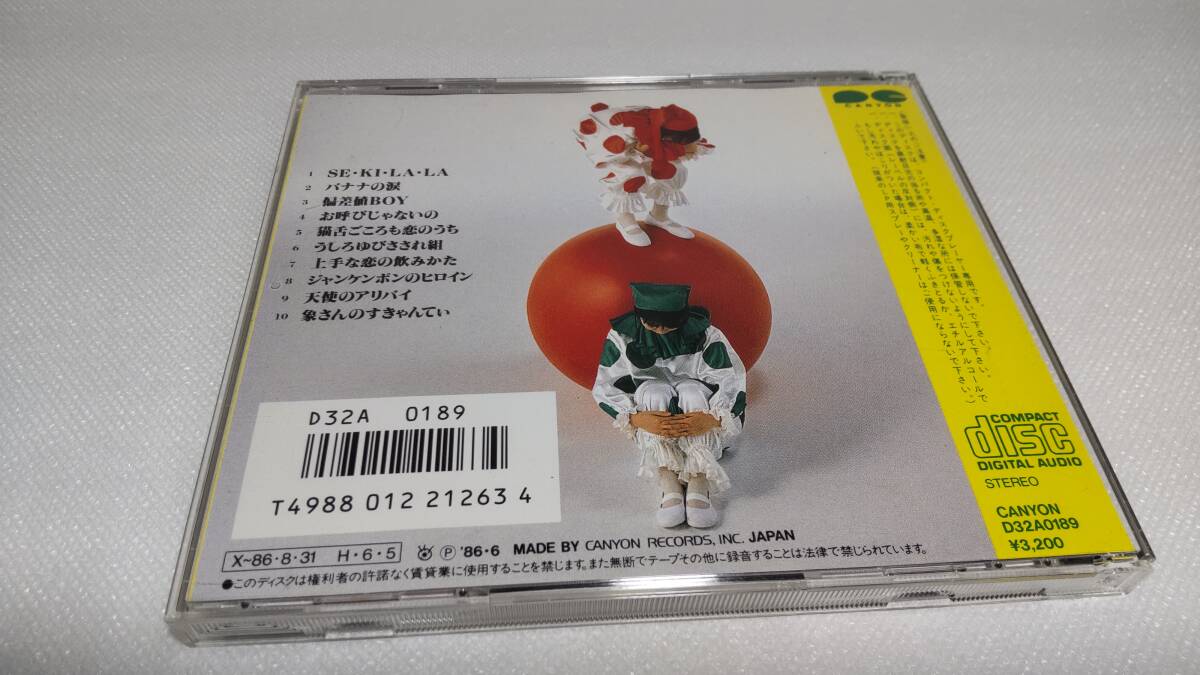 1 SE・KI・LA・LA
2 バナナの涙
3 偏差値BOY
4 お呼びじゃないの
5 猫舌ごころも恋のうち
6 うしろゆびさされ組
7 上手な恋の飲みかた
8 ジャンケンポンのヒロイン
9 天使のアリバイ
10 象さんのすきゃんてぃ
D32A 0189
T4988 012 21263 4
X~86・8・31 H・6・5
Ⓟ '86・6 MADE BY CANYON RECORDS, INC. JAPAN
●このディスクは権利者の許諾なく賃貸業に使用することを禁じます。また無断でテープその他に録音することは法律で禁じられています。
CANYON
COMPACT
disc
DIGITAL AUDIO
STEREO
CANYON
D32A0189
¥3,200